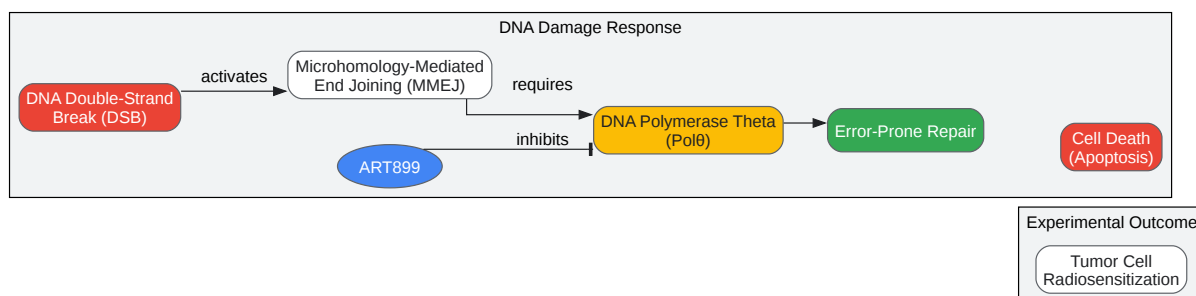 DNA Damage Response
activates
Microhomology-Mediated
End Joining (MMEJ)
requires
DNA Double-Strand
Break (DSB)
DNA Polymerase Theta
(Polθ)
Error-Prone Repair
Cell Death
(Apoptosis)
inhibits
ART899
Experimental Outcome
Tumor Cell
Radiosensitization